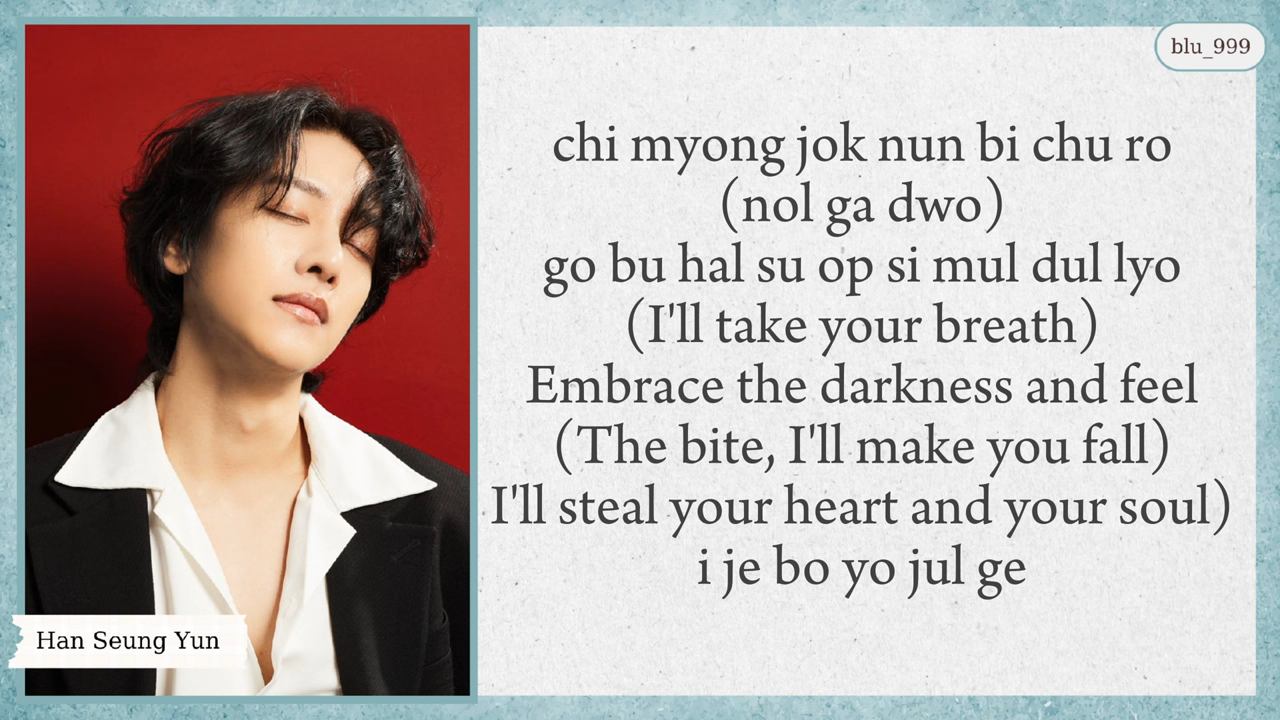 blu_999
chi myong jok nun bi chu ro
(nol ga dwo)
go bu hal su op si mul dul lyo
(I'll take your breath)
Embrace the darkness and feel
(The bite, I'll make you fall)
I'll steal your heart and your soul)
i je bo yo jul ge
Han Seung Yun